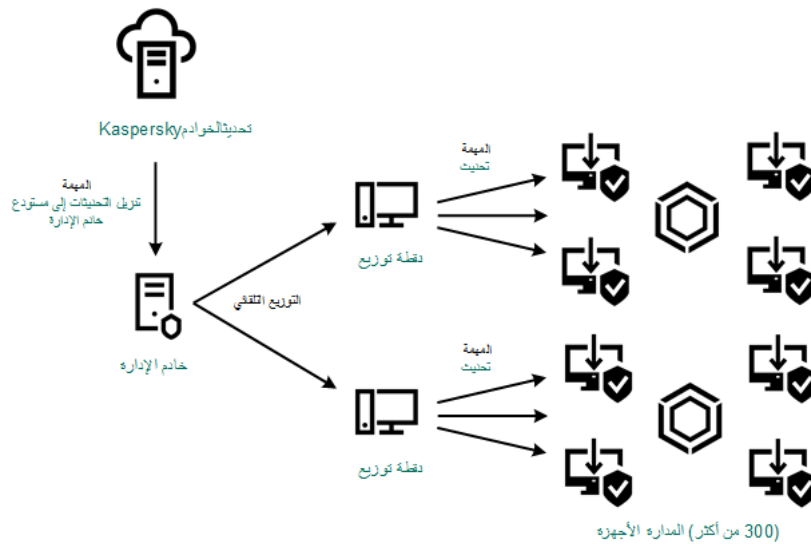 تحديثالخوادمKaspersky
المهمة
تنزيل التحديثات إلى مستودع
خادم الإدارة
خادم الإدارة
التوزيع التلقائي
المهمة
تحديث
نقطة توزيع
المهمة
تحديث
نقطة توزيع
(300 من أكثر) المدارة الأجهزة